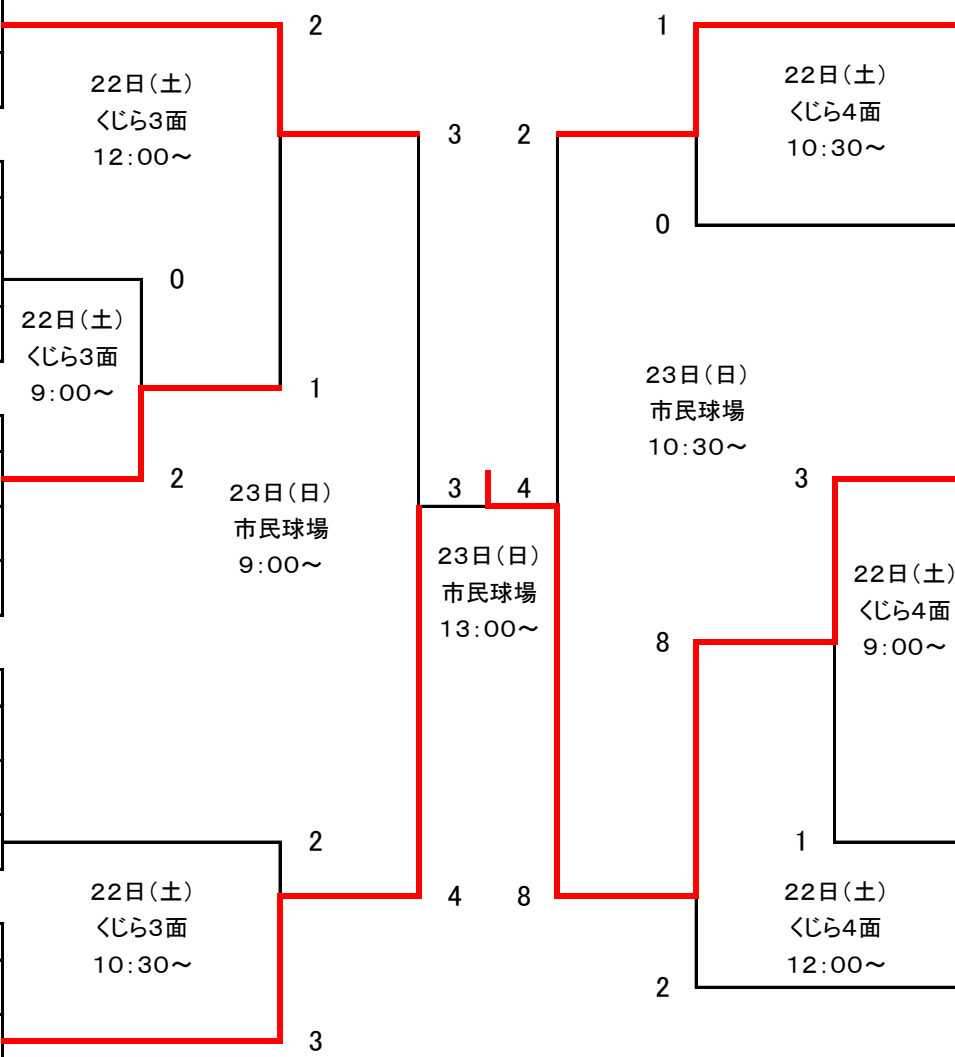 2
1
22日(土)
くじら3面
12:00~
22日(土)
くじら4面
10:30~
3
2
0
0
22日(土)
くじら3面
9:00~
1
23日(日)
市民球場
10:30~
2
3
23日(日)
市民球場
9:00~
3
4
23日(日)
市民球場
13:00~
22日(土)
くじら4面
9:00~
8
2
1
22日(土)
くじら3面
10:30~
4
8
22日(土)
くじら4面
12:00~
2
3